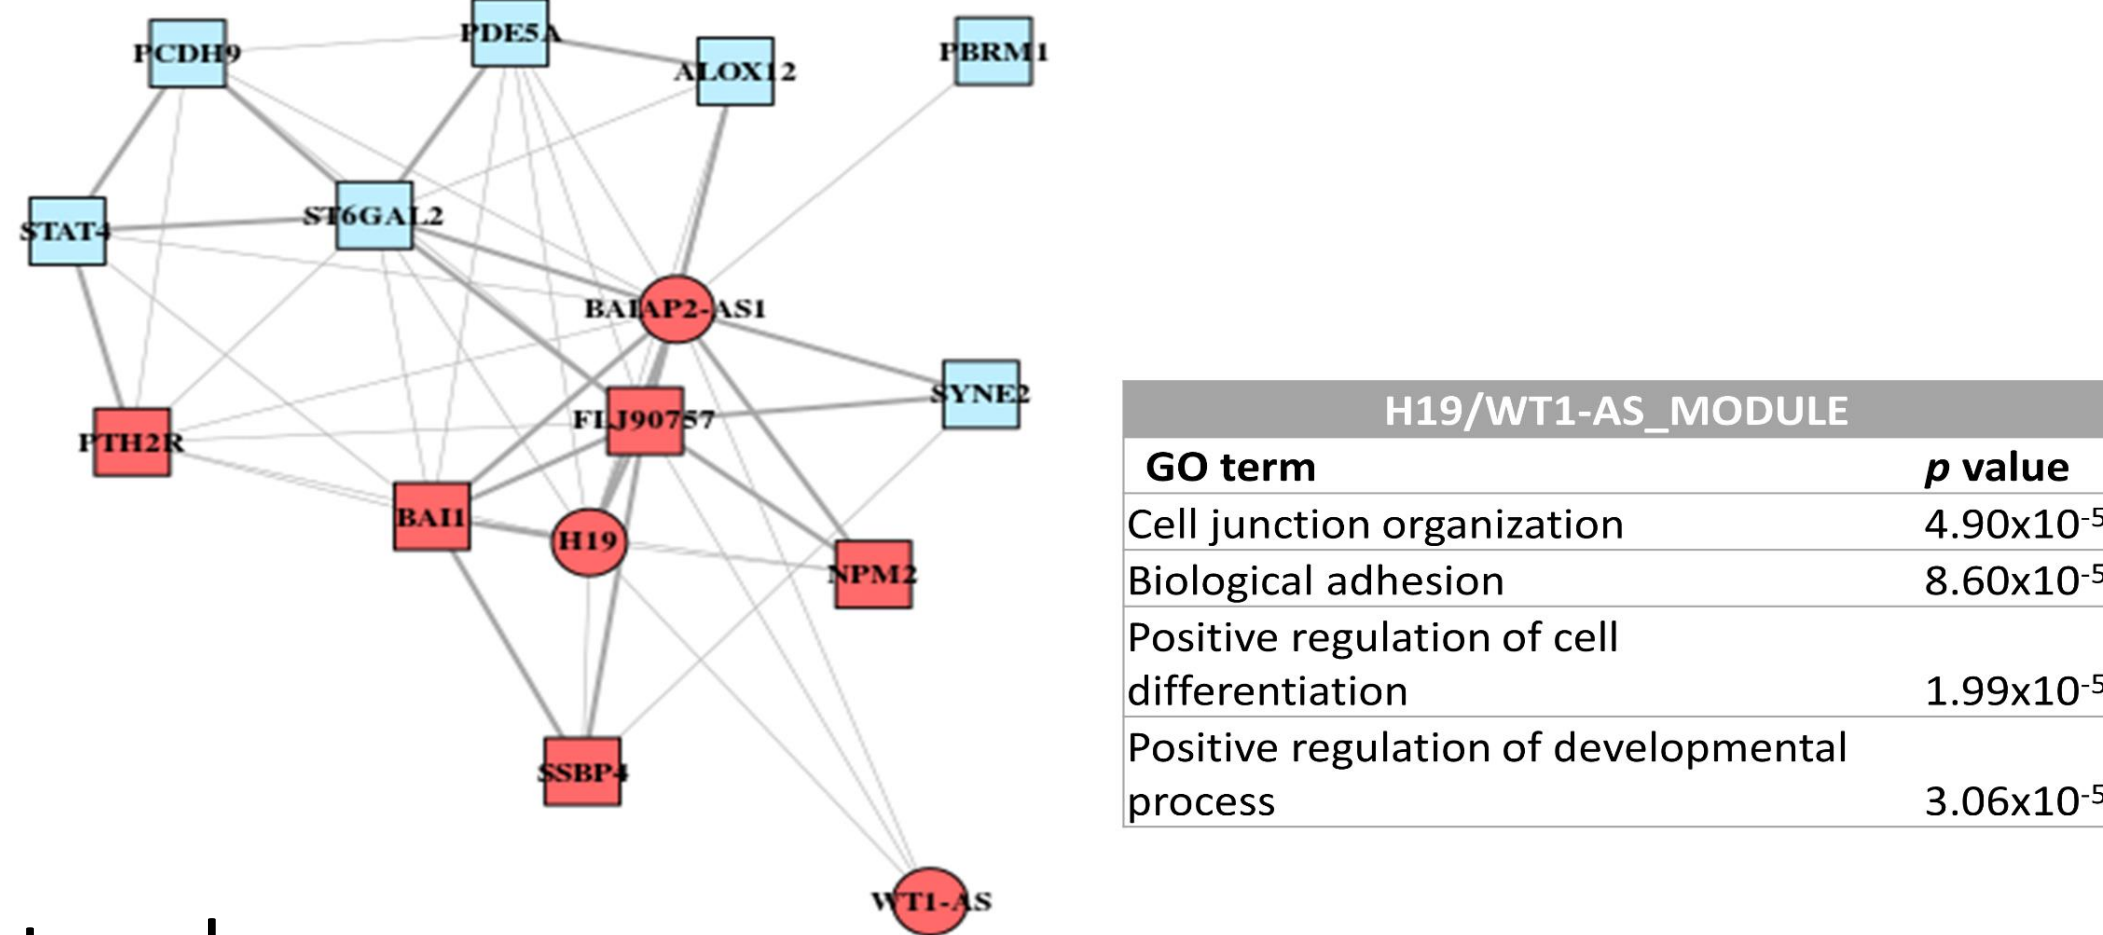 PCDH9
PDE5A
ALOX12
PBRM1
STAT4
ST6GAL2
BAIAP2-AS1
SYNE2
FLJ90757
PTH2R
BAI1
H19
NPM2
SSBP4
WT1-AS
H19/WT1-AS_MODULE
GO term p value
Cell junction organization 4.90x10-5
Biological adhesion 8.60x10-5
Positive regulation of cell
differentiation 1.99x10-5
Positive regulation of developmental
process 3.06x10-5